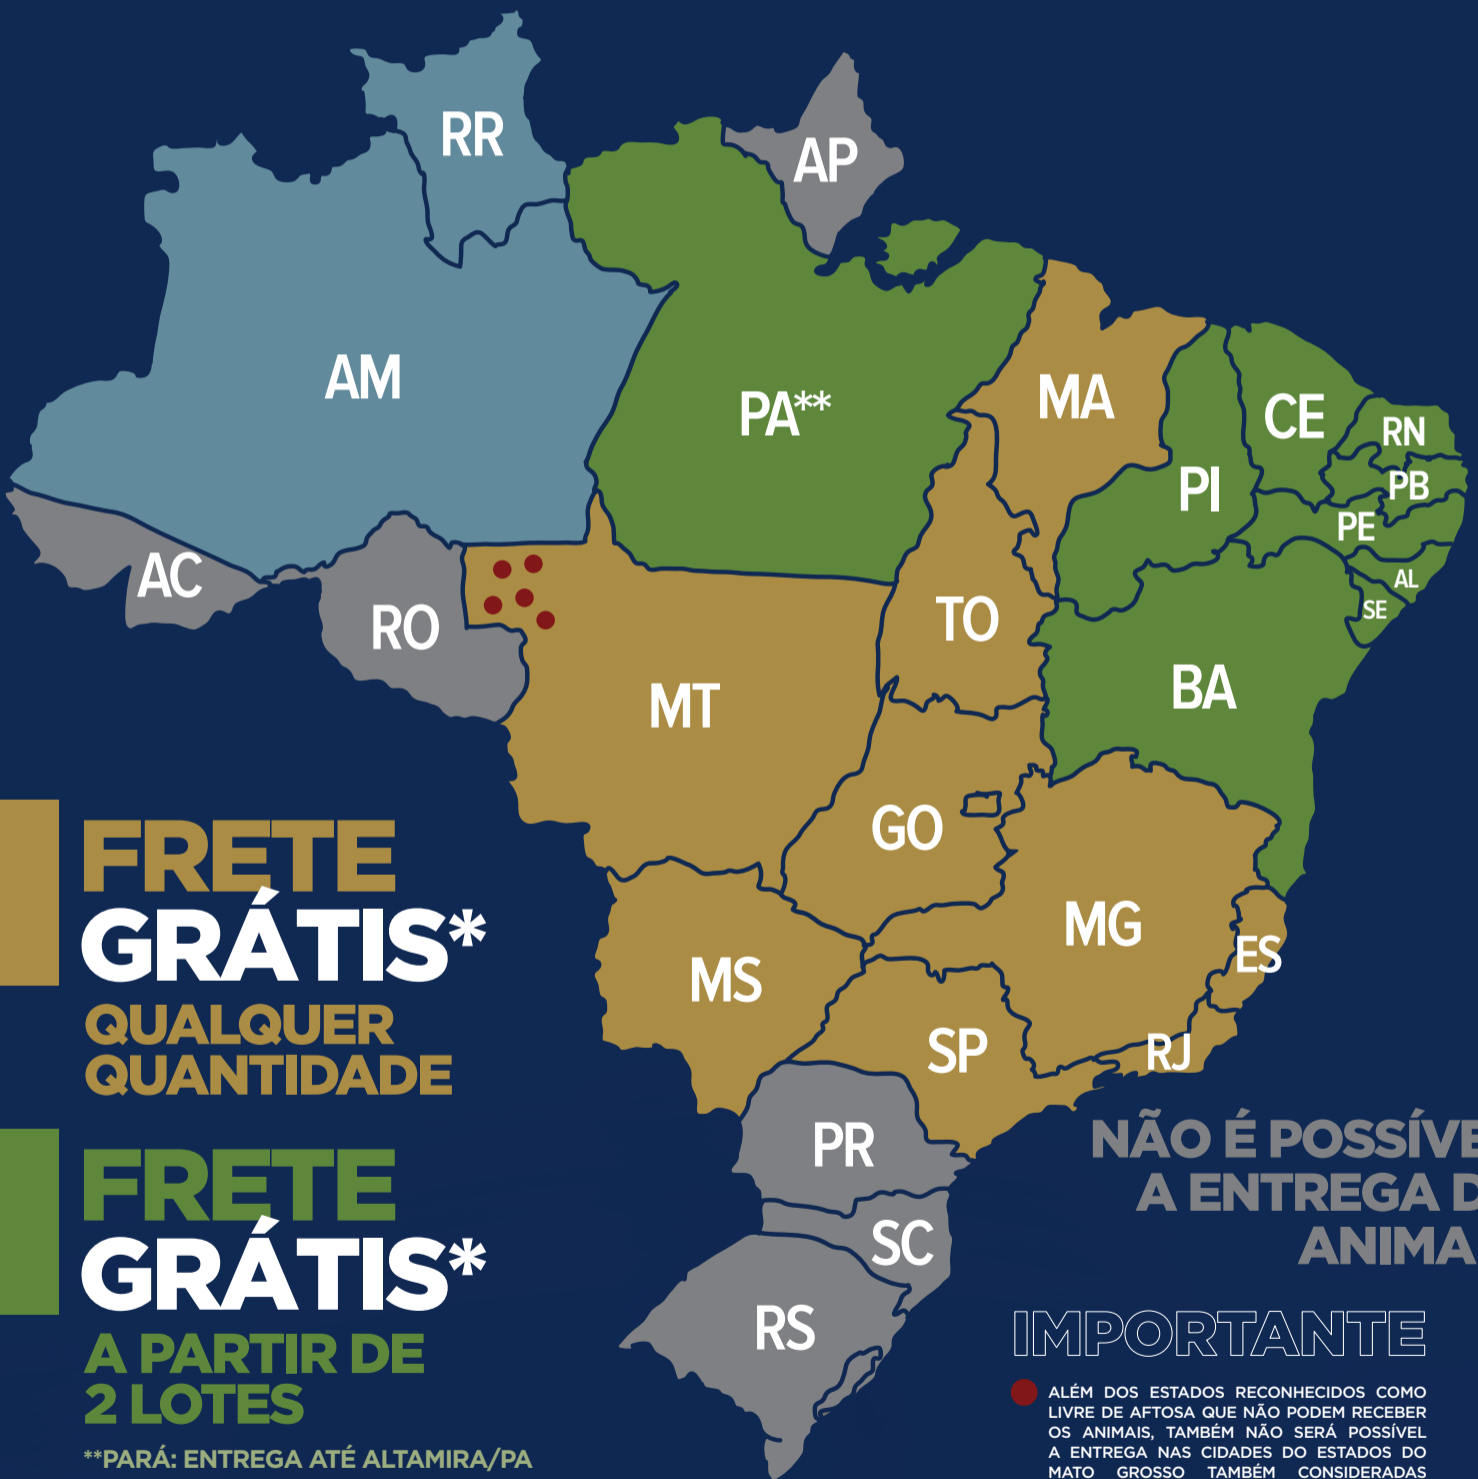 RR
AP
AM
PA**
MA
CE
RN
PI
PB
PE
AC
AL
RO
TO
SE
MT
BA
GO
MG
ES
MS
SP
RJ
PR
SC
RS
FRETE
GRÁTIS*
QUALQUER
QUANTIDADE
FRETE
GRÁTIS*
A PARTIR DE
2 LOTES
**PARÁ: ENTREGA ATÉ ALTAMIRA/PA
NÃO É POSSÍVE
A ENTREGA D
ANIMA
IMPORTANTE
ALÉM DOS ESTADOS RECONHECIDOS COMO
LIVRE DE AFTOSA QUE NÃO PODEM RECEBER
OS ANIMAIS, TAMBÉM NÃO SERÁ POSSÍVEL
A ENTREGA NAS CIDADES DO ESTADOS DO
MATO GROSSO TAMBÉM CONSIDERADAS